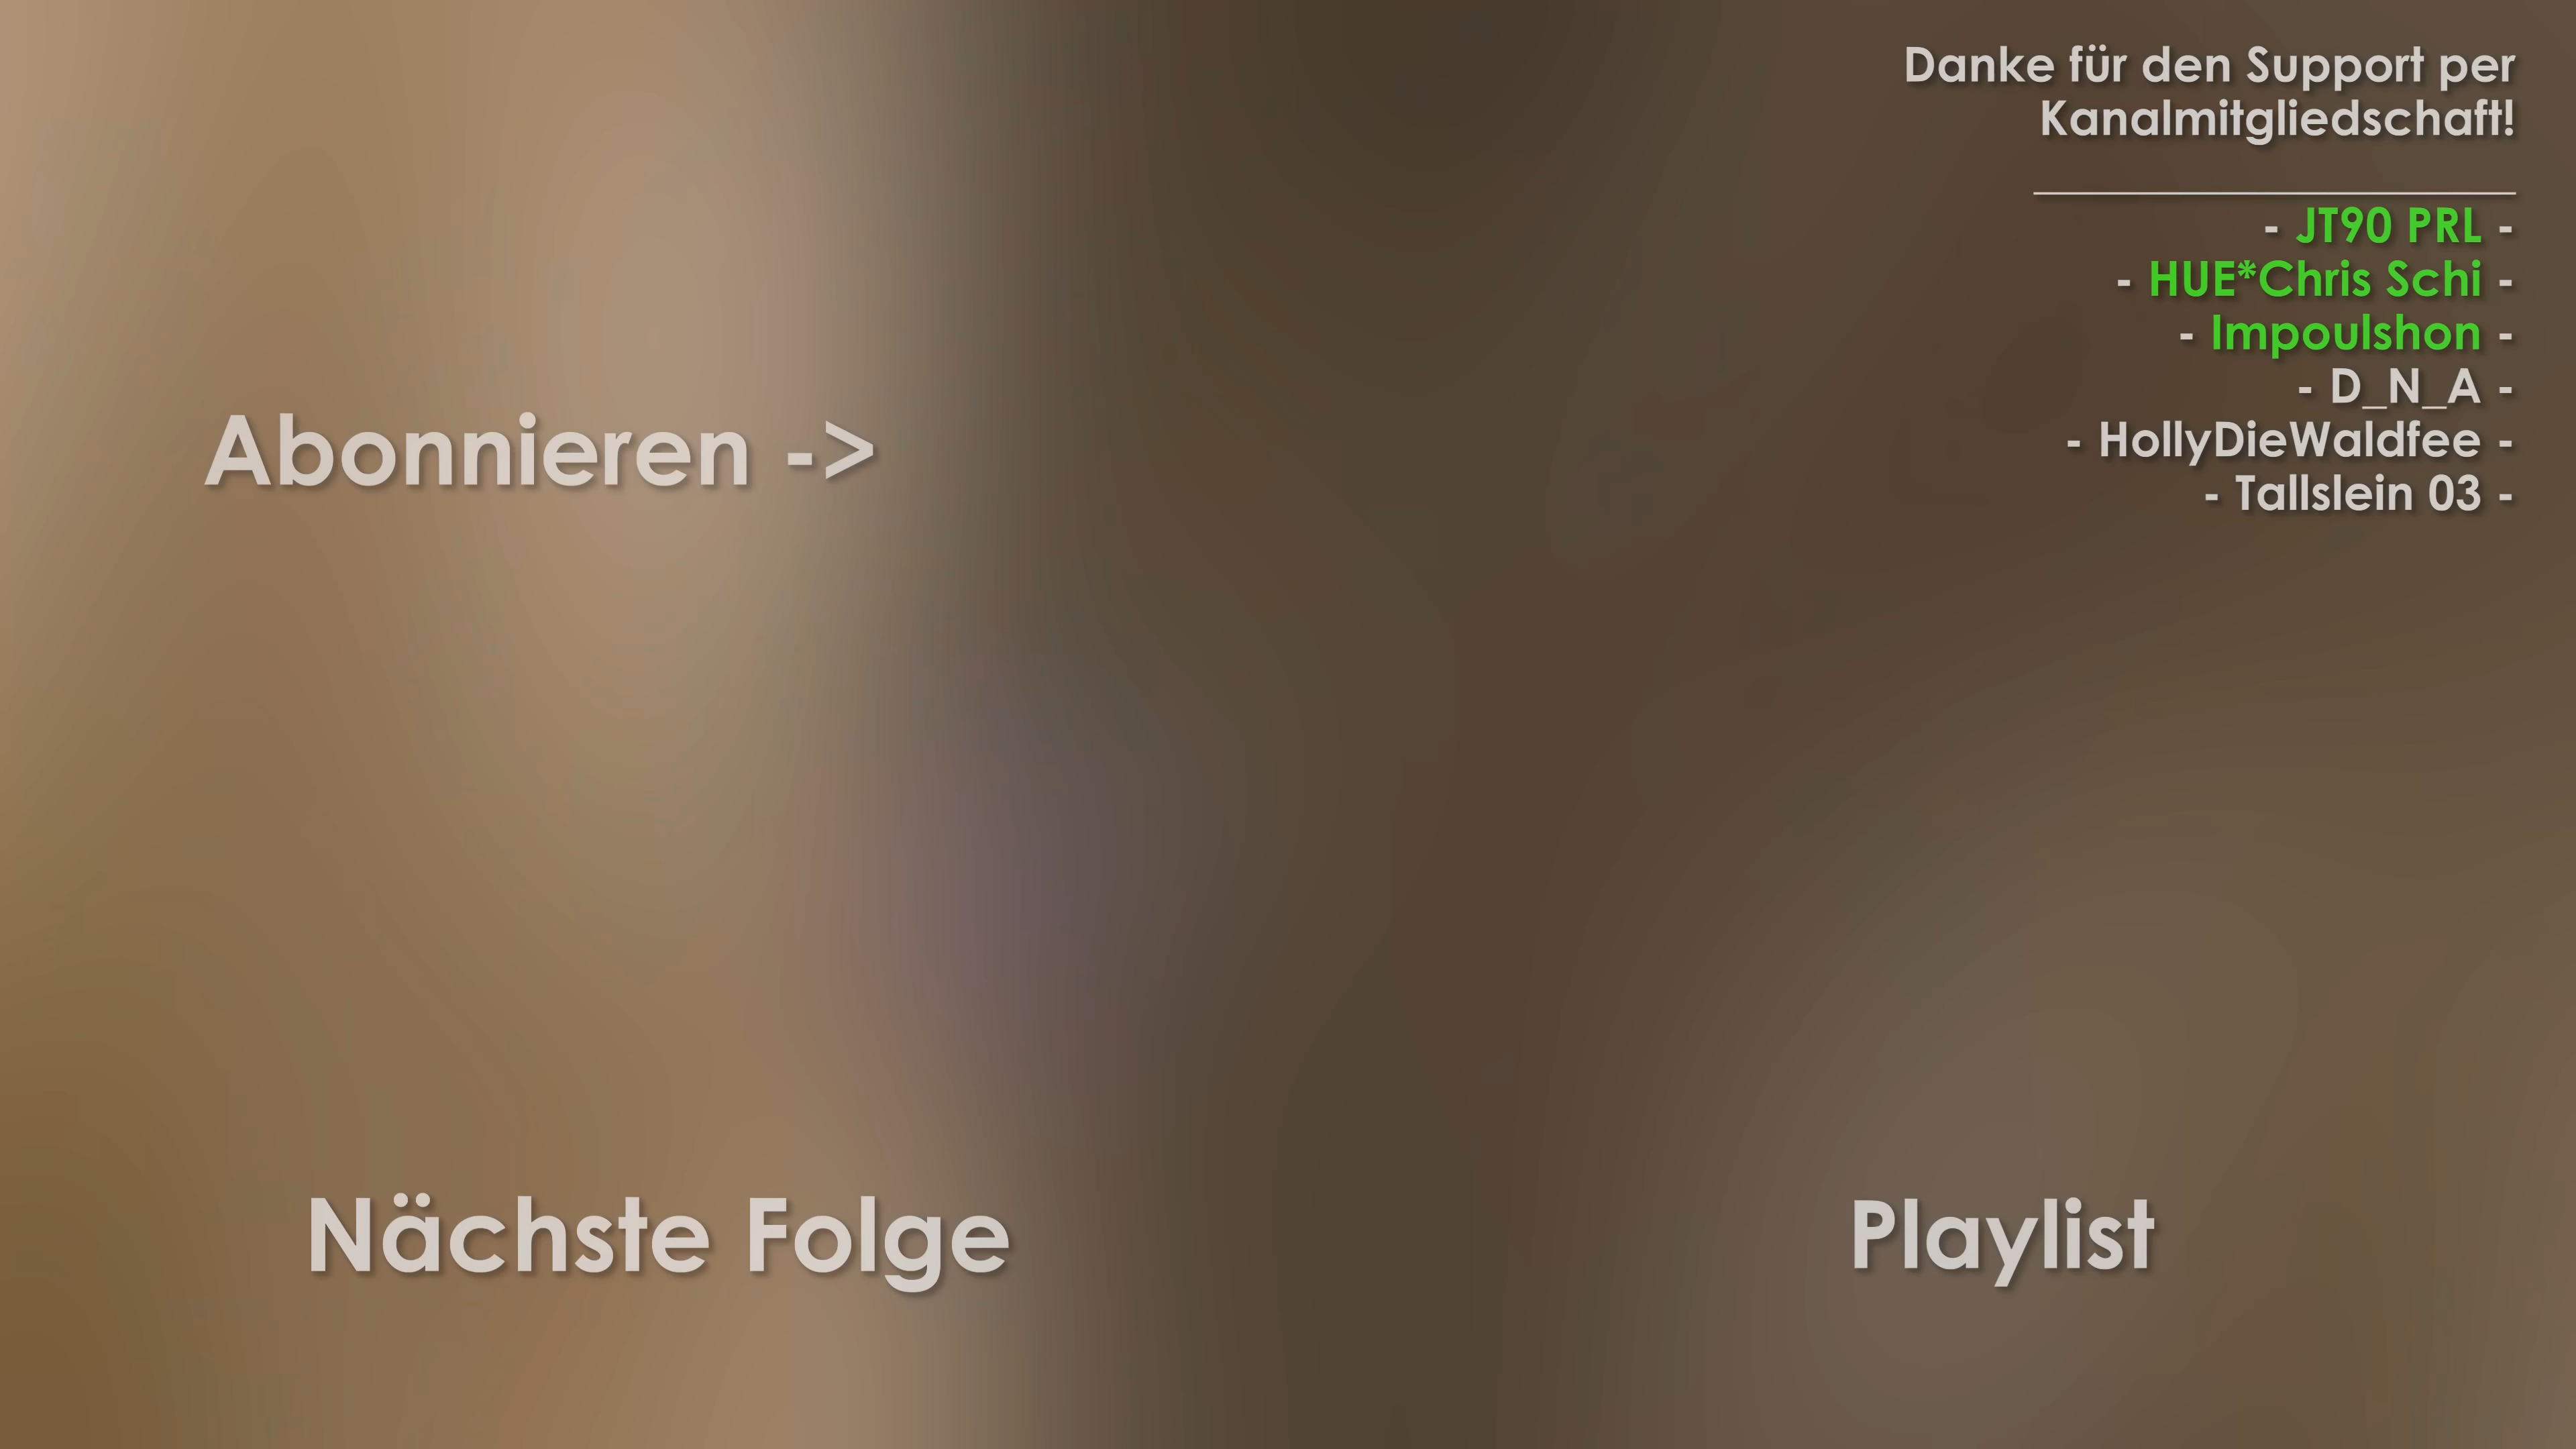 Danke für den Support per
Kanalmitgliedschaft!
- JT90 PRL -
- HUE*Chris Schi -
- Impoulshon -
- D_N_A -
- HollyDieWaldfee -
- Tallslein 03 -
Abonnieren ->
Nächste Folge
Playlist